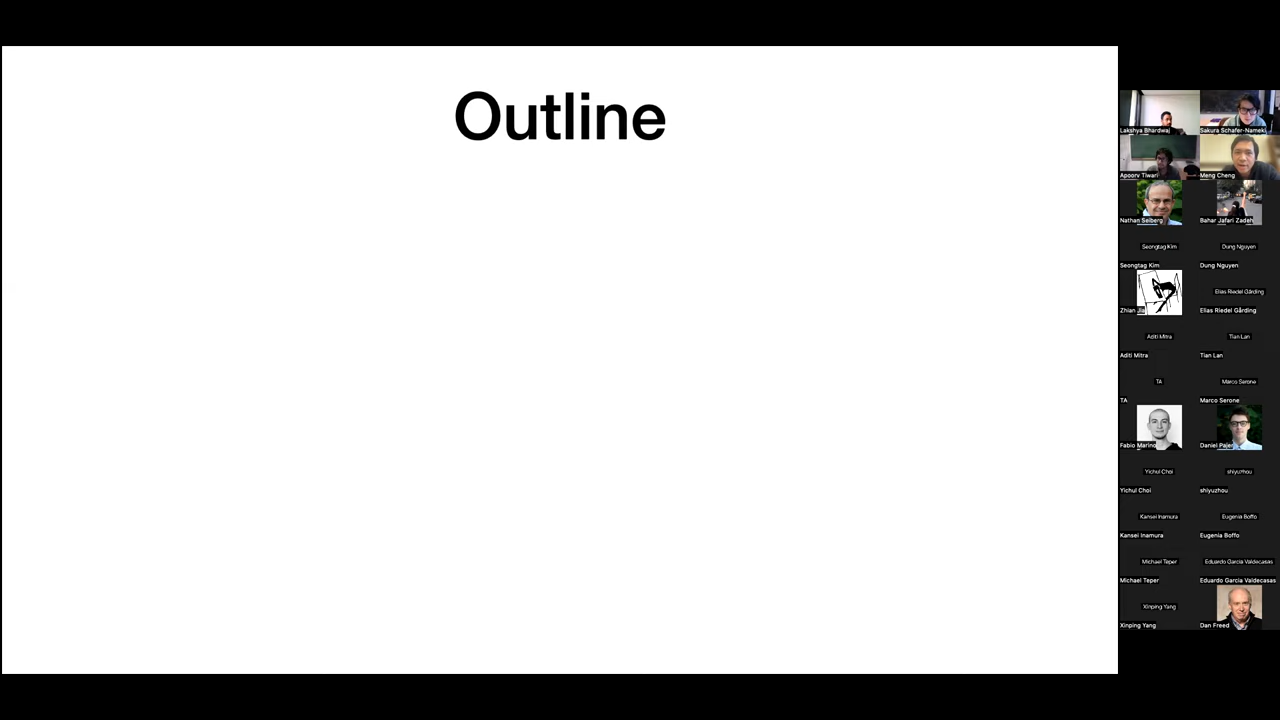 Outline
Lakshya Bhardwaj
Sakura Schafer-Nameki
Apoorv Tiwari
Meng Cheng
Nathan Seiberg
Bahar Jafari Zadeh
Seongtag Kim
Dung Nguyen
Seongtag Kim
Dung Nguyen
Elias Riedel Gårding
Zhian Jia
Elias Riedel Gårding
Aditi Mitra
Tian Lan
Aditi Mitra
Tian Lan
TA
Marco Serone
TA
Marco Serone
Fabio Marino
Daniel Pajer
Yichul Choi
shiyuzhou
Yichul Choi
shiyuzhou
Kansei Inamura
Eugenia Boffo
Kansei Inamura
Eugenia Boffo
Michael Teper
Eduardo Garcia Valdecasas
Michael Teper
Eduardo Garcia Valdecasas
Xinping Yang
Xinping Yang
Dan Freed